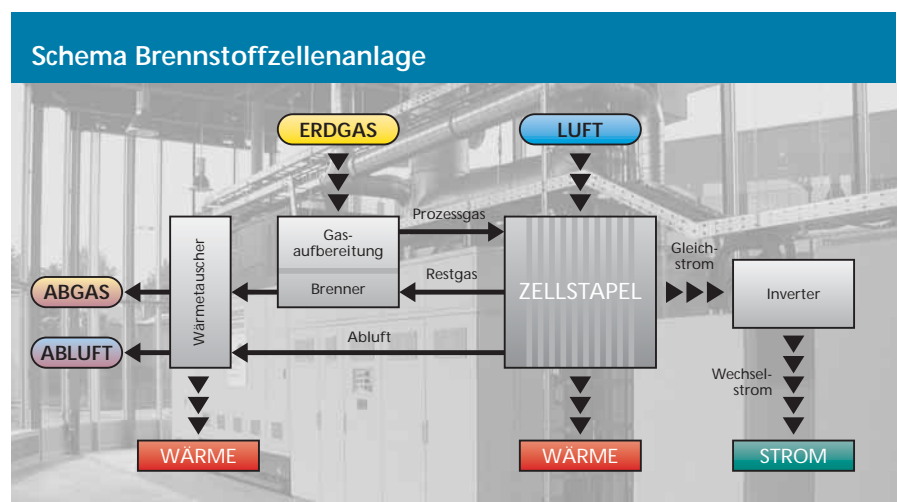 Schema Brennstoffzellenanlage
ERDGAS
LUFT
Prozessgas
Gas-
aufbereitung
Gleich-
strom
Wärmetauscher
Restgas
ZELLSTAPEL
ABGAS
Brenner
Inverter
Abluft
ABLUFT
Wechsel-
strom
WÄRME
WÄRME
STROM